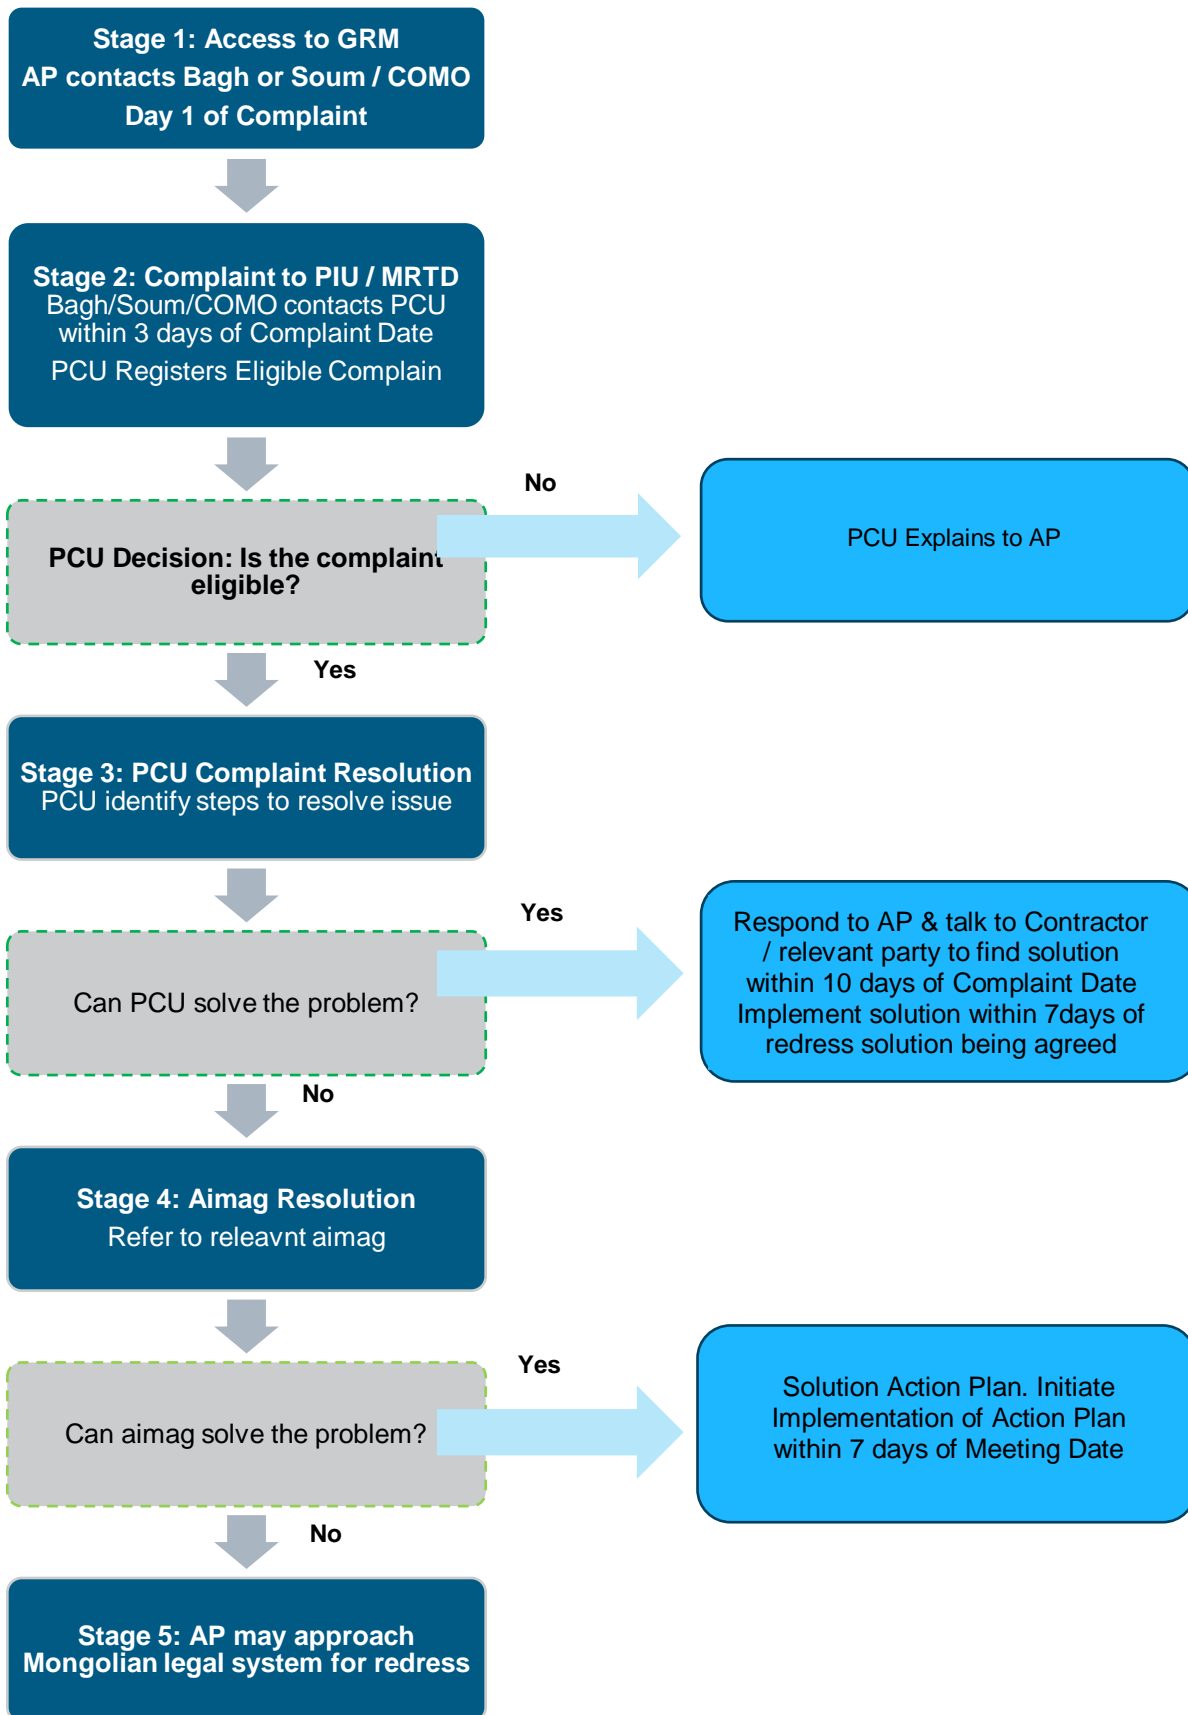 Stage 1: Access to GRM
AP contacts Bagh or Soum / COMO
Day 1 of Complaint
Stage 2: Complaint to PIU / MRTD
Bagh/Soum/COMO contacts PCU
within 3 days of Complaint Date
PCU Registers Eligible Complain
No
PCU Decision: Is the complaint
eligible?
PCU Explains to AP
Yes
Stage 3: PCU Complaint Resolution
PCU identify steps to resolve issue
Yes
Can PCU solve the problem?
Respond to AP & talk to Contractor
/ relevant party to find solution
within 10 days of Complaint Date
Implement solution within 7days of
redress solution being agreed
No
Stage 4: Aimag Resolution
Refer to releavnt aimag
Yes
Can aimag solve the problem?
Solution Action Plan. Initiate
Implementation of Action Plan
within 7 days of Meeting Date
No
Stage 5: AP may approach
Mongolian legal system for redress